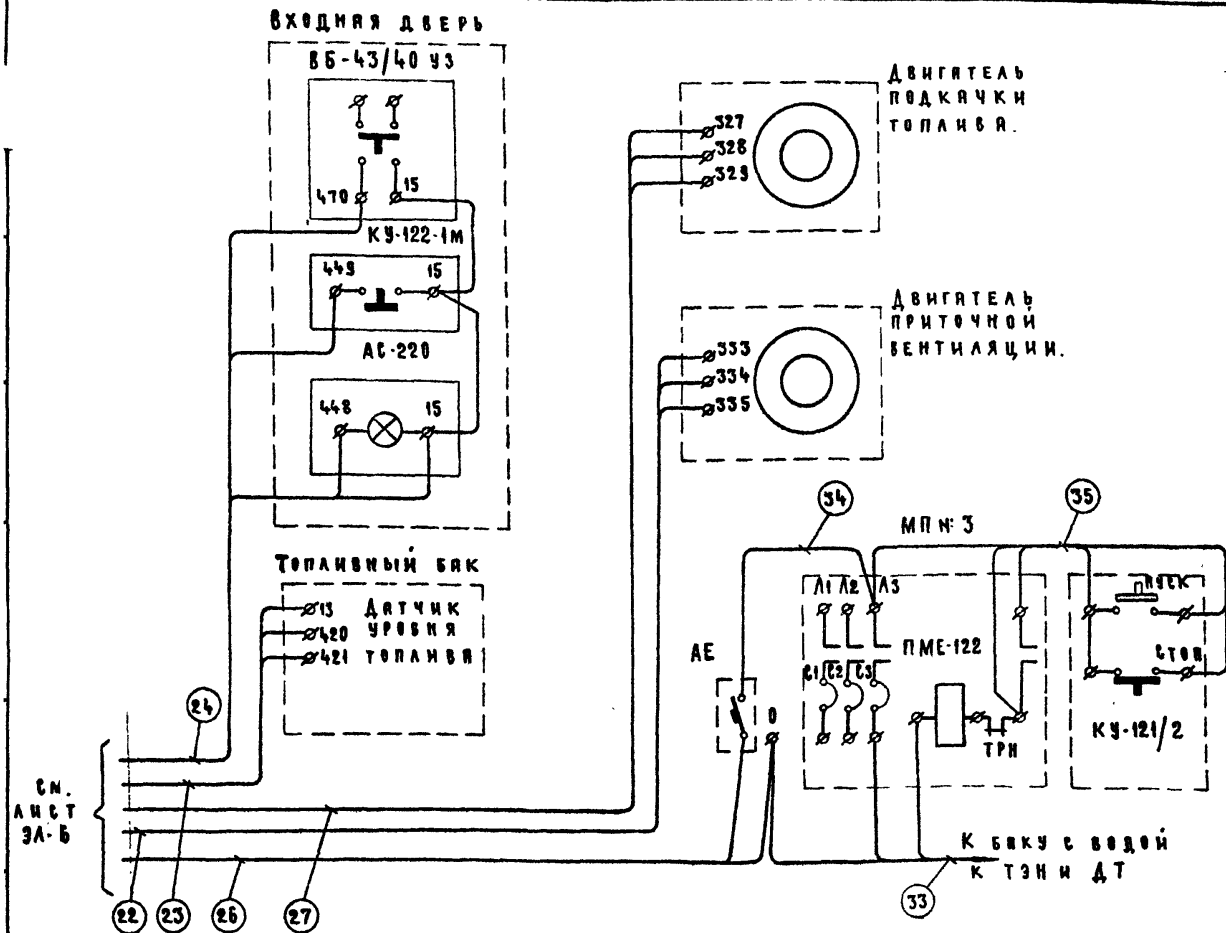 ВХОДНАЯ ДВЕРЬ
ВБ-43/40 УЗ
470
15
КУ-122-1М
449
15
АС-220
448
15
ТОПЛИВНЫЙ БАК
13 ДАТЧИК
420 УРОВНЯ
421 ТОПЛИВА
24
СМ.
ЛИСТ
ЭЛ-Б
22
23
26
27
327
328
329
ДВИГАТЕЛЬ
ПОДКАЧКИ
ТОПЛИВА.
333
334
335
ДВИГАТЕЛЬ
ПРИТОЧНОЙ
ВЕНТИЛЯЦИИ.
34
МП №: 3
35
АЕ
0
Л1 Л2 Л3
ПМЕ-122
С1 С2 С3
ТРН
ПУСК
СТОП
КУ-121/2
К БАКУ С ВОДОЙ
К ТЭН И ДТ
33